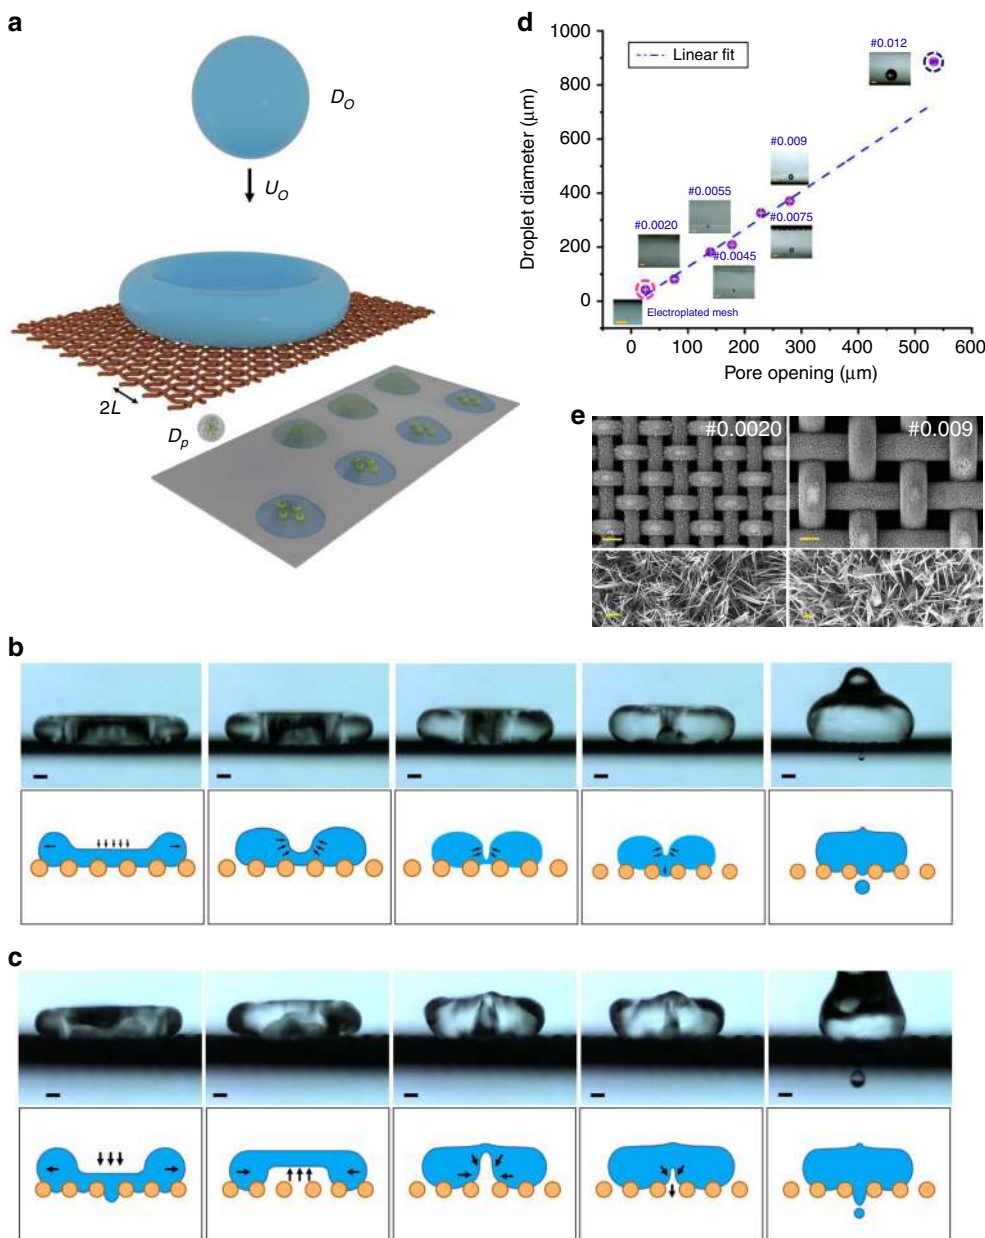 a
D_O
U_O
2L
D_p
d
1000
800
600
400
200
0
Droplet diameter (μm)
Linear fit
#0.012
#0.009
#0.0055
#0.0020
#0.0075
#0.0045
Electroplated mesh
0
100
200
300
400
500
600
Pore opening (μm)
e
#0.0020
#0.009
b
c